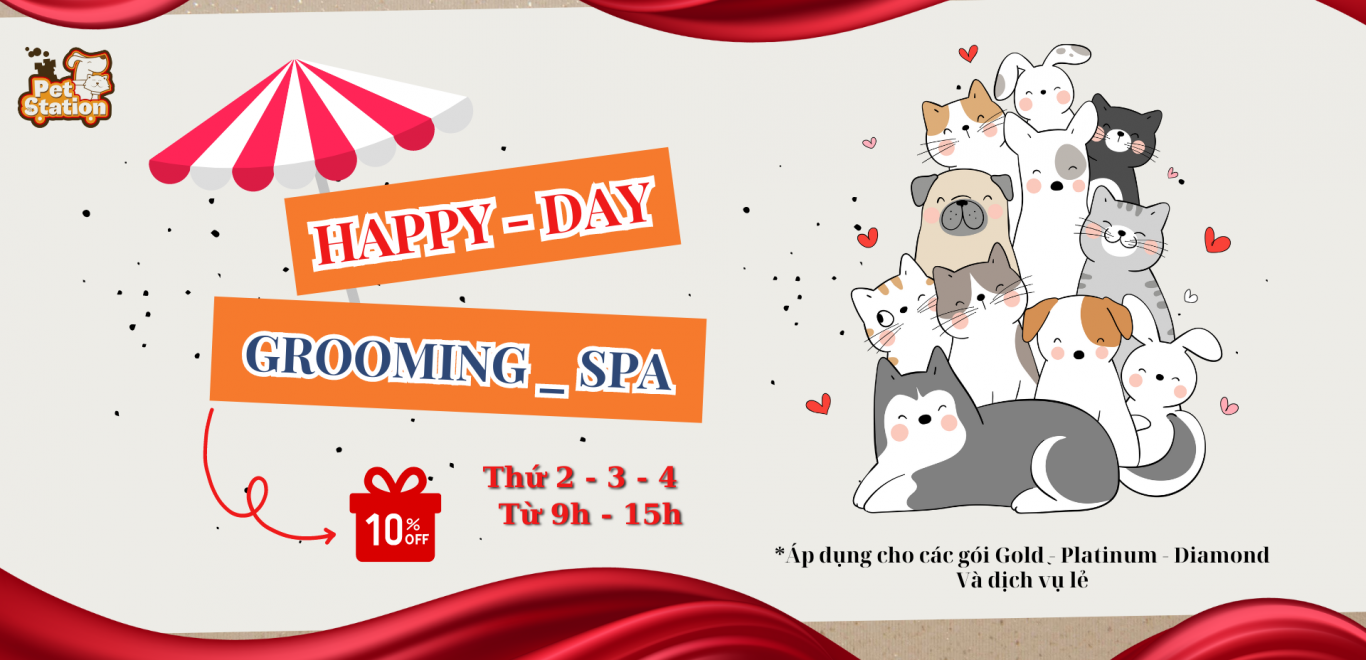 Pet
Station
HAPPY - DAY
GROOMING _ SPA
10% OFF
Thứ 2 - 3 - 4
Từ 9h - 15h
*Áp dụng cho các gói Gold - Platinum - Diamond
Và dịch vụ lẻ